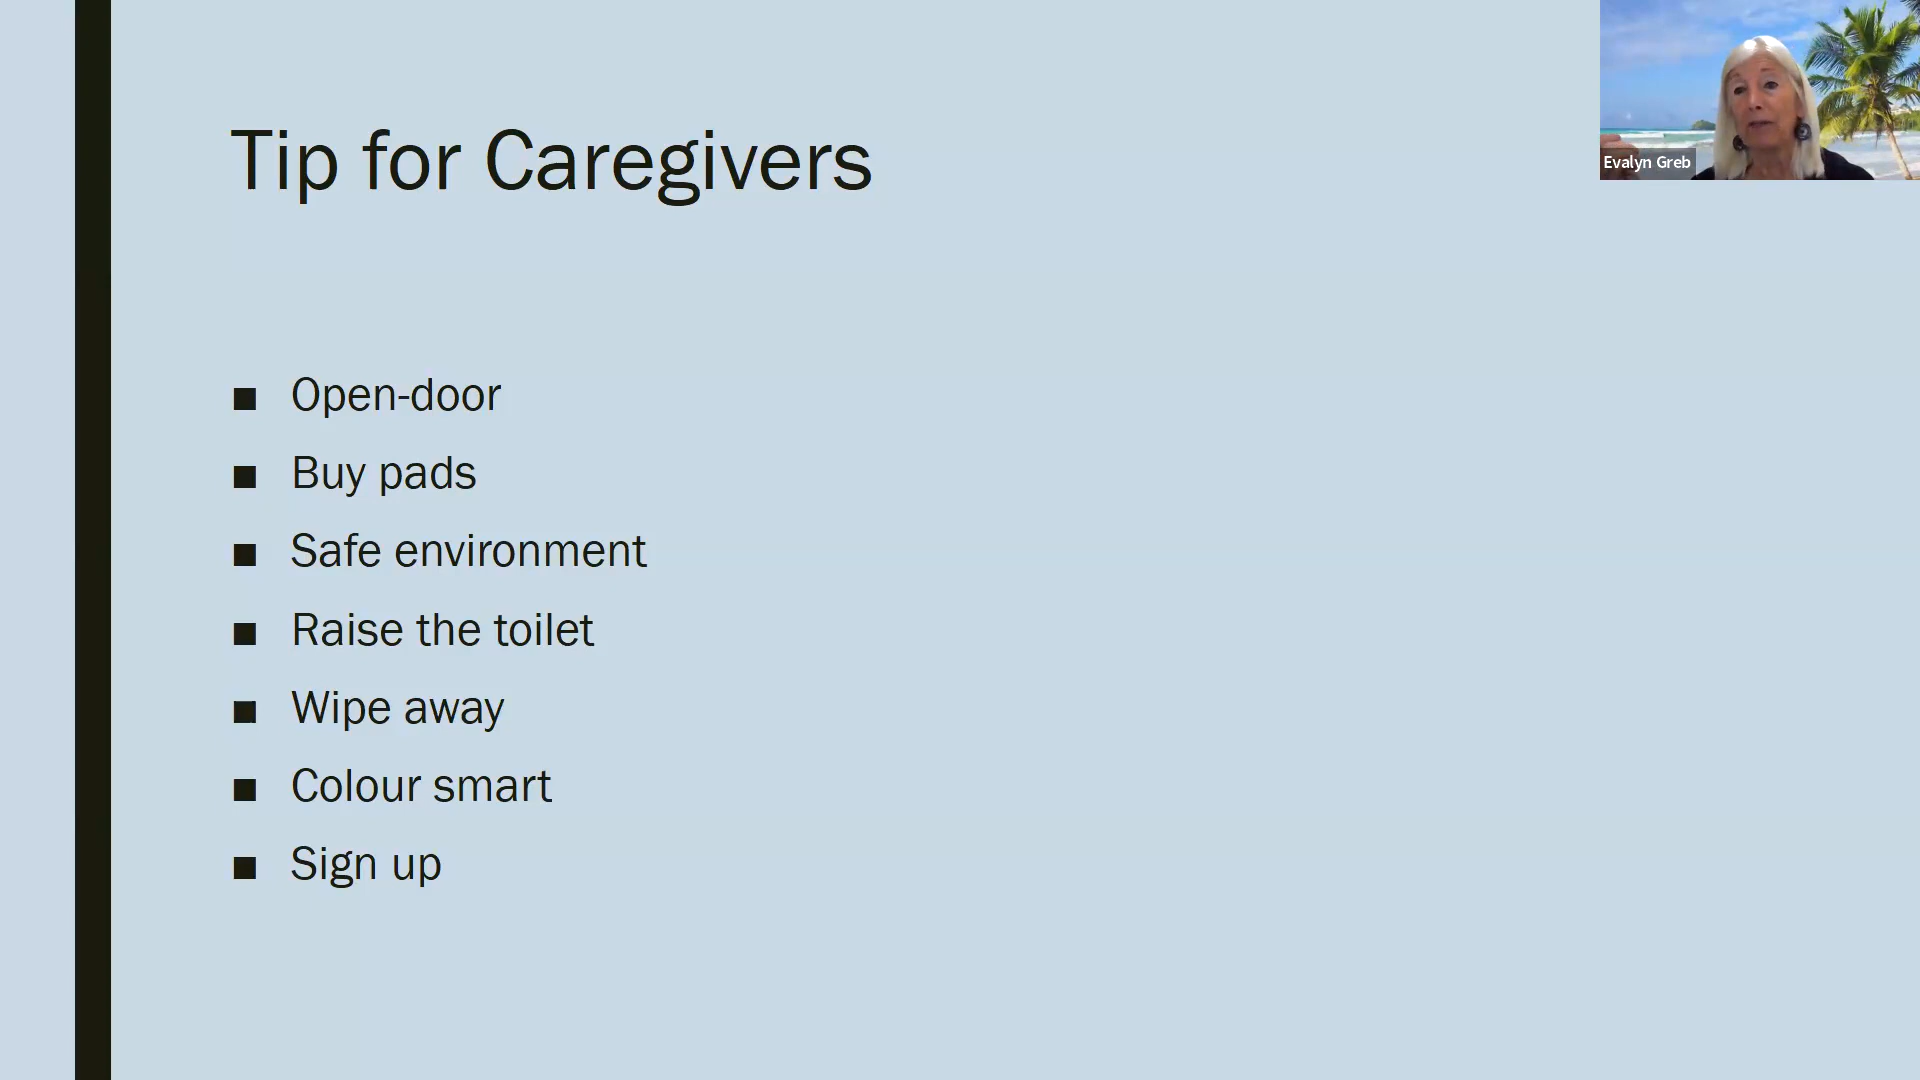 Tip for Caregivers
Open-door
Buy pads
Safe environment
Raise the toilet
Wipe away
Colour smart
Sign up
Evalyn Greb